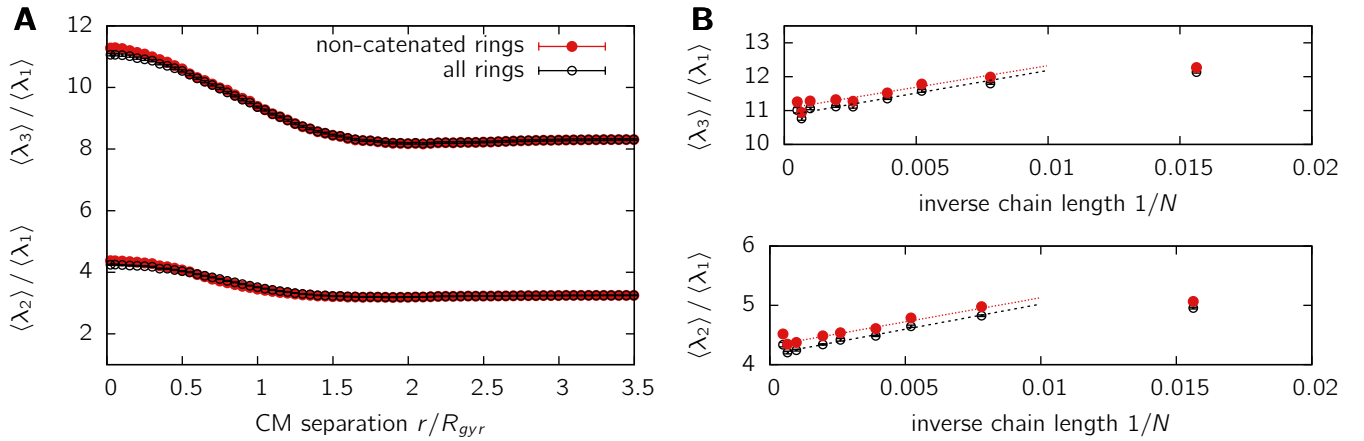 A
12
10
8
6
4
2
⟨λ3⟩ / ⟨λ1⟩
⟨λ2⟩ / ⟨λ1⟩
non-catenated rings
all rings
0 0.5 1 1.5 2 2.5 3 3.5
CM separation r/Rgyr
B
13
12
11
10
⟨λ3⟩ / ⟨λ1⟩
0 0.005 0.01 0.015 0.02
inverse chain length 1/N
6
5
4
⟨λ2⟩ / ⟨λ1⟩
0 0.005 0.01 0.015 0.02
inverse chain length 1/N